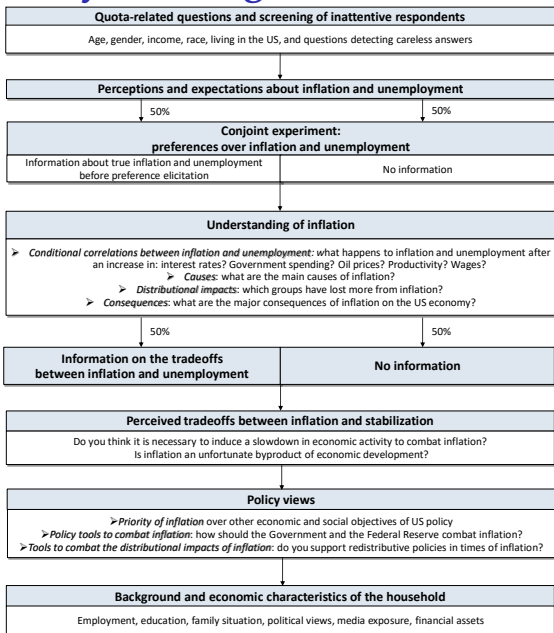 Quota-related questions and screening of inattentive respondents
Age, gender, income, race, living in the US, and questions detecting careless answers
Perceptions and expectations about inflation and unemployment
50%
50%
Conjoint experiment:
preferences over inflation and unemployment
Information about true inflation and unemployment
before preference elicitation
No information
Understanding of inflation
➢ Conditional correlations between inflation and unemployment: what happens to inflation and unemployment after
an increase in: interest rates? Government spending? Oil prices? Productivity? Wages?
➢ Causes: what are the main causes of inflation?
➢ Distributional impacts: which groups have lost more from inflation?
➢ Consequences: what are the major consequences of inflation on the US economy?
50%
50%
Information on the tradeoffs
between inflation and unemployment
No information
Perceived tradeoffs between inflation and stabilization
Do you think it is necessary to induce a slowdown in economic activity to combat inflation?
Is inflation an unfortunate byproduct of economic development?
Policy views
➢Priority of inflation over other economic and social objectives of US policy
➢Policy tools to combat inflation: how should the Government and the Federal Reserve combat inflation?
➢Tools to combat the distributional impacts of inflation: do you support redistributive policies in times of inflation?
Background and economic characteristics of the household
Employment, education, family situation, political views, media exposure, financial assets